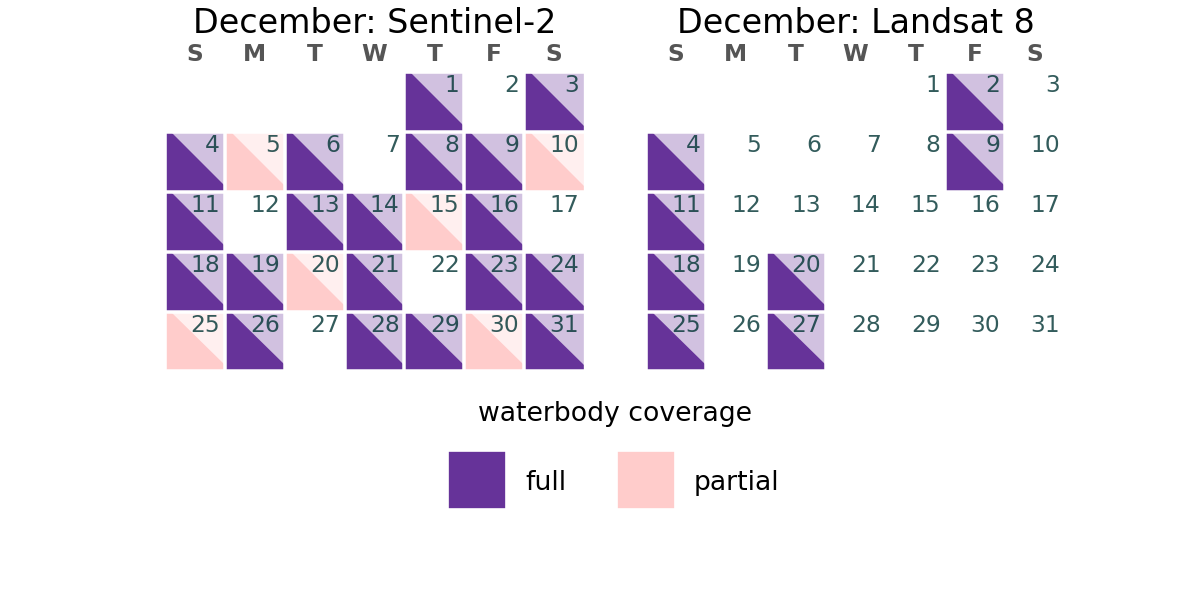 December: Sentinel-2
S M T W T F S
1 2 3
4 5 6 7 8 9 10
11 12 13 14 15 16 17
18 19 20 21 22 23 24
25 26 27 28 29 30 31
December: Landsat 8
S M T W T F S
1 2 3
4 5 6 7 8 9 10
11 12 13 14 15 16 17
18 19 20 21 22 23 24
25 26 27 28 29 30 31
waterbody coverage
full partial